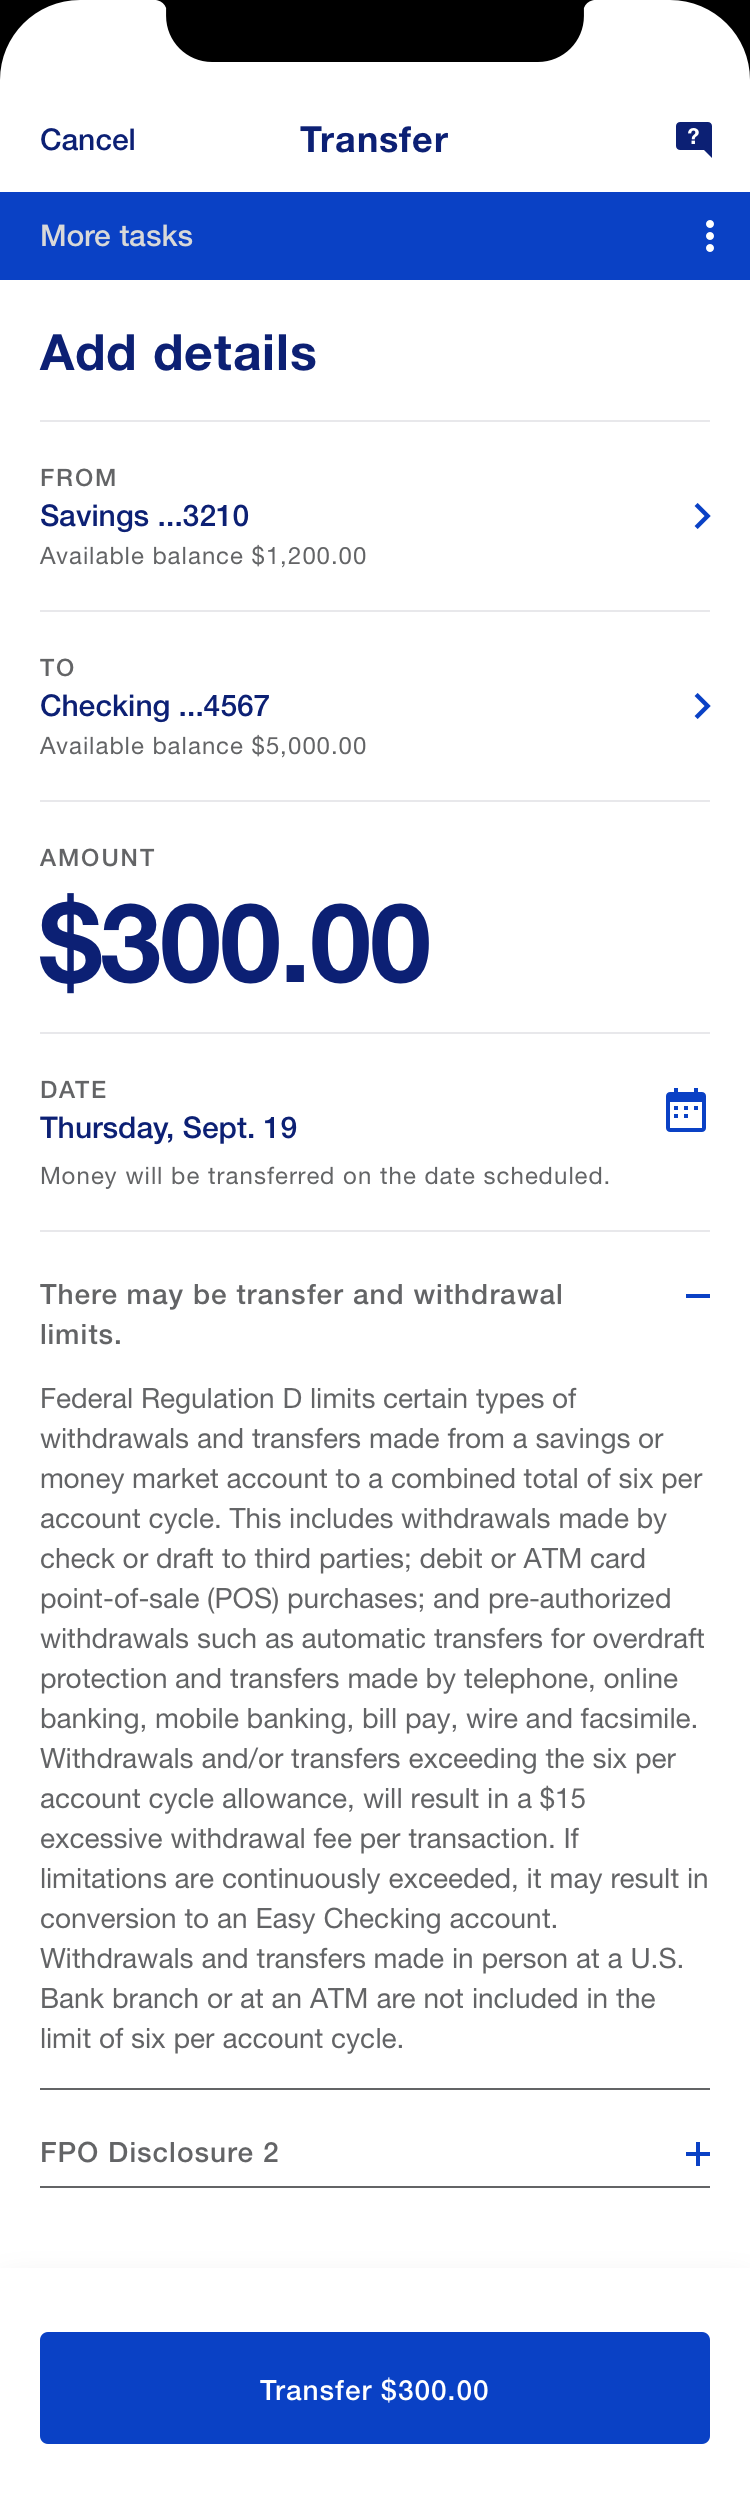 Cancel
Transfer
?
More tasks
Add details
FROM
Savings ...3210
Available balance $1,200.00
TO
Checking ...4567
Available balance $5,000.00
AMOUNT
$300.00
DATE
Thursday, Sept. 19
Money will be transferred on the date scheduled.
There may be transfer and withdrawal
limits.
Federal Regulation D limits certain types of
withdrawals and transfers made from a savings or
money market account to a combined total of six per
account cycle. This includes withdrawals made by
check or draft to third parties; debit or ATM card
point-of-sale (POS) purchases; and pre-authorized
withdrawals such as automatic transfers for overdraft
protection and transfers made by telephone, online
banking, mobile banking, bill pay, wire and facsimile.
Withdrawals and/or transfers exceeding the six per
account cycle allowance, will result in a $15
excessive withdrawal fee per transaction. If
limitations are continuously exceeded, it may result in
conversion to an Easy Checking account.
Withdrawals and transfers made in person at a U.S.
Bank branch or at an ATM are not included in the
limit of six per account cycle.
FPO Disclosure 2
Transfer $300.00